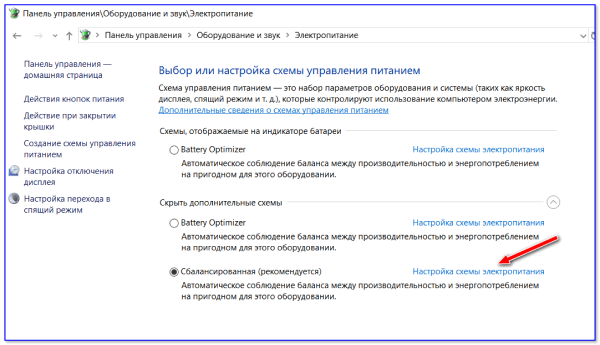 Панель управления\Оборудование и звук\Электропитание
Панель управления > Оборудование и звук > Электропитание
Панель управления —
домашняя страница
Действия кнопок питания
Действие при закрытии
крышки
Создание схемы управления
питанием
Настройка отключения
дисплея
Настройка перехода в
спящий режим
Выбор или настройка схемы управления питанием
Схема управления питанием — это набор параметров оборудования и системы (таких как яркость
дисплея, спящий режим и т. д.), которые контролируют использование компьютером электроэнергии.
Дополнительные сведения о схемах управления питанием
Схемы, отображаемые на индикаторе батареи
Battery Optimizer Настройка схемы электропитания
Автоматическое соблюдение баланса между производительностью и энергопотреблением
на пригодном для этого оборудовании.
Скрыть дополнительные схемы
Battery Optimizer Настройка схемы электропитания
Автоматическое соблюдение баланса между производительностью и энергопотреблением
на пригодном для этого оборудовании.
Сбалансированная (рекомендуется) Настройка схемы электропитания
Автоматическое соблюдение баланса между производительностью и энергопотреблением
на пригодном для этого оборудовании.